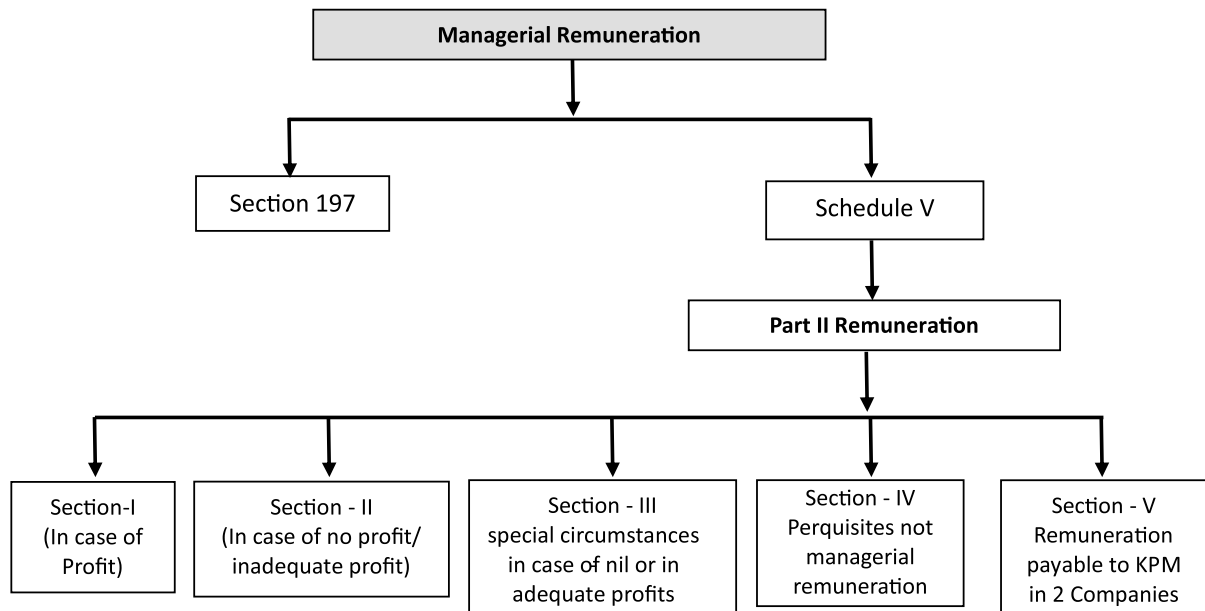 Managerial Remuneration
Section 197
Schedule V
Part II Remuneration
Section-I
(In case of
Profit)
Section - II
(In case of no profit/
inadequate profit)
Section - III
special circumstances
in case of nil or in
adequate profits
Section - IV
Perquisites not
managerial
remuneration
Section - V
Remuneration
payable to KPM
in 2 Companies